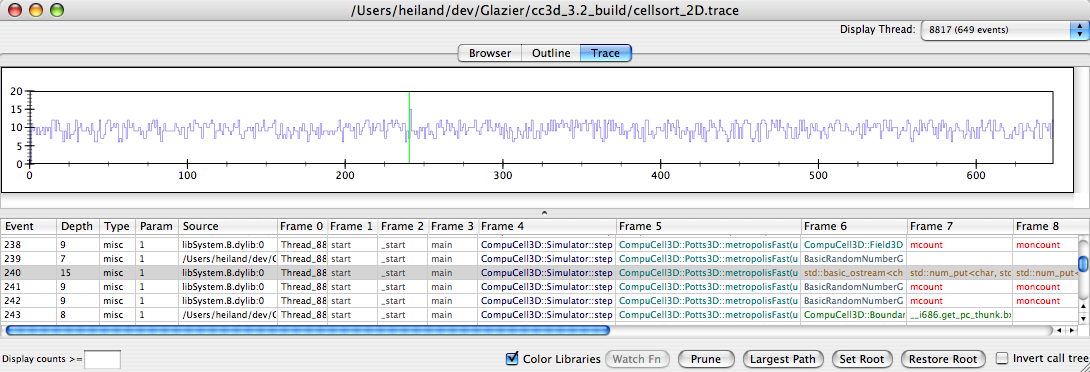 /Users/heiland/dev/Glazier/cc3d_3.2_build/cellsort_2D.trace
Display Thread: 8817 (649 events)
Browser Outline Trace
20
15
10
5
0
0 100 200 300 400 500 600
Event Depth Type Param Source Frame 0 Frame 1 Frame 2 Frame 3 Frame 4 Frame 5 Frame 6 Frame 7 Frame 8
238 9 misc 1 libSystem.B.dylib:0 Thread_88 start _start main CompuCell3D::Simulator::step CompuCell3D::Potts3D::metropolisFast(u CompuCell3D::Field3D mcount moncount
239 7 misc 1 /Users/heiland/dev/C Thread_88 start _start main CompuCell3D::Simulator::step CompuCell3D::Potts3D::metropolisFast(u BasicRandomNumberG
240 15 misc 1 libSystem.B.dylib:0 Thread_88 start _start main CompuCell3D::Simulator::step CompuCell3D::Potts3D::metropolisFast(u std::basic_ostream<ch std::num_put<char, stc std::num_put<
241 9 misc 1 libSystem.B.dylib:0 Thread_88 start _start main CompuCell3D::Simulator::step CompuCell3D::Potts3D::metropolisFast(u BasicRandomNumberG mcount moncount
242 9 misc 1 libSystem.B.dylib:0 Thread_88 start _start main CompuCell3D::Simulator::step CompuCell3D::Potts3D::metropolisFast(u BasicRandomNumberG mcount moncount
243 8 misc 1 /Users/heiland/dev/C Thread_88 start _start main CompuCell3D::Simulator::step CompuCell3D::Potts3D::metropolisFast(u CompuCell3D::Boundar __i686.get_pc_thunk.bx
Display counts >= Color Libraries Watch Fn Prune Largest Path Set Root Restore Root Invert call tree